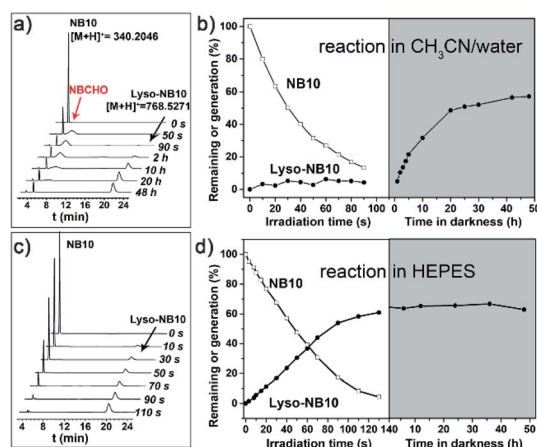 a)
NB10
[M+H]⁺= 340.2046
Lyso-NB10
[M+H]⁺=768.5271
NBCHO
0 s
50 s
90 s
2 h
10 h
20 h
48 h
4 8 12 16 20 24
t (min)
b)
reaction in CH₃CN/water
Remaining or generation (%)
100
80
60
40
20
0
NB10
Lyso-NB10
0 20 40 60 80 100
0 10 20 30 40 50
Irradiation time (s)
Time in darkness (h)
c)
NB10
Lyso-NB10
0 s
10 s
30 s
50 s
70 s
90 s
110 s
4 8 12 16 20 24
t (min)
d)
reaction in HEPES
Remaining or generation (%)
100
80
60
40
20
0
NB10
Lyso-NB10
0 20 40 60 80 100 120 140
10 20 30 40 50
Irradiation time (s)
Time in darkness (h)